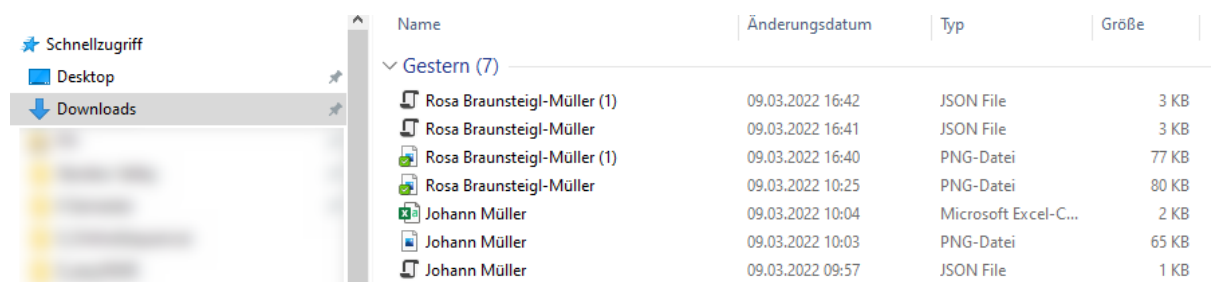 Schnellzugriff
Desktop
Downloads
Name Änderungsdatum Typ Größe
Gestern (7)
Rosa Braunsteigl-Müller (1) 09.03.2022 16:42 JSON File 3 KB
Rosa Braunsteigl-Müller 09.03.2022 16:41 JSON File 3 KB
Rosa Braunsteigl-Müller (1) 09.03.2022 16:40 PNG-Datei 77 KB
Rosa Braunsteigl-Müller 09.03.2022 10:25 PNG-Datei 80 KB
Johann Müller 09.03.2022 10:04 Microsoft Excel-C... 2 KB
Johann Müller 09.03.2022 10:03 PNG-Datei 65 KB
Johann Müller 09.03.2022 09:57 JSON File 1 KB